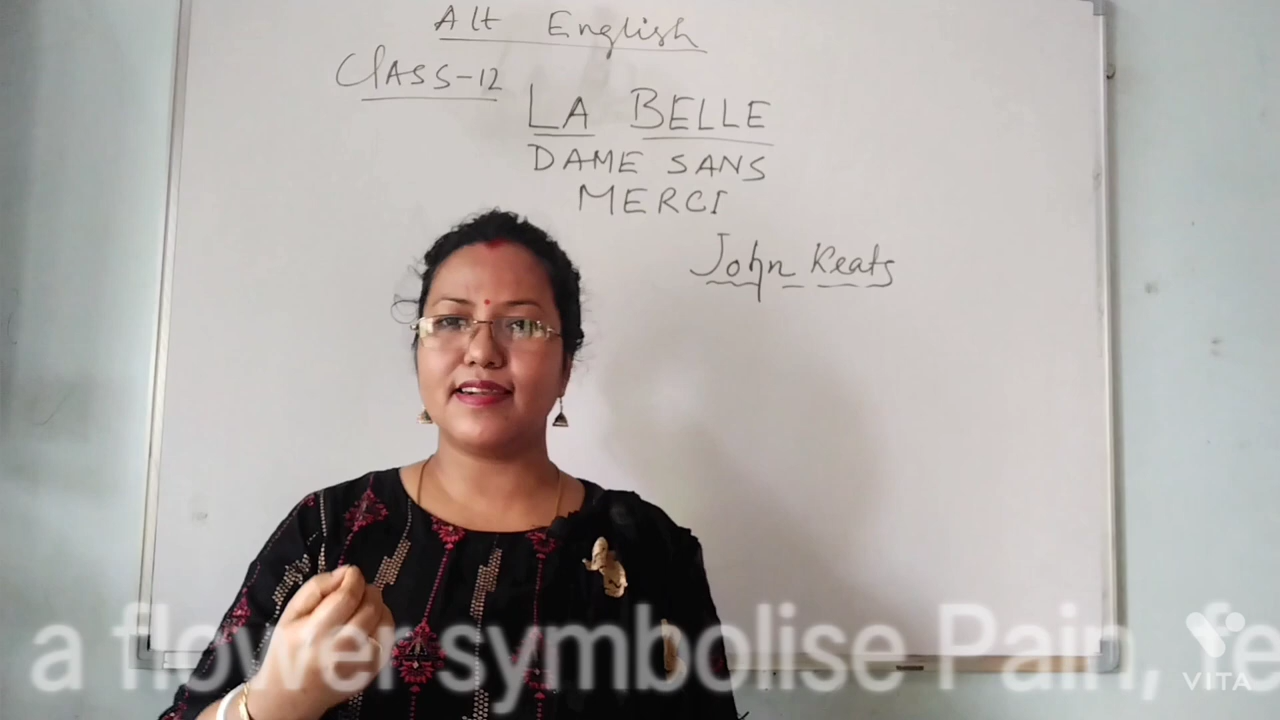 Alt English
CLASS-12
LA BELLE
DAME SANS
MERCI
John Keats
a flower symbolise Pain,
VITA